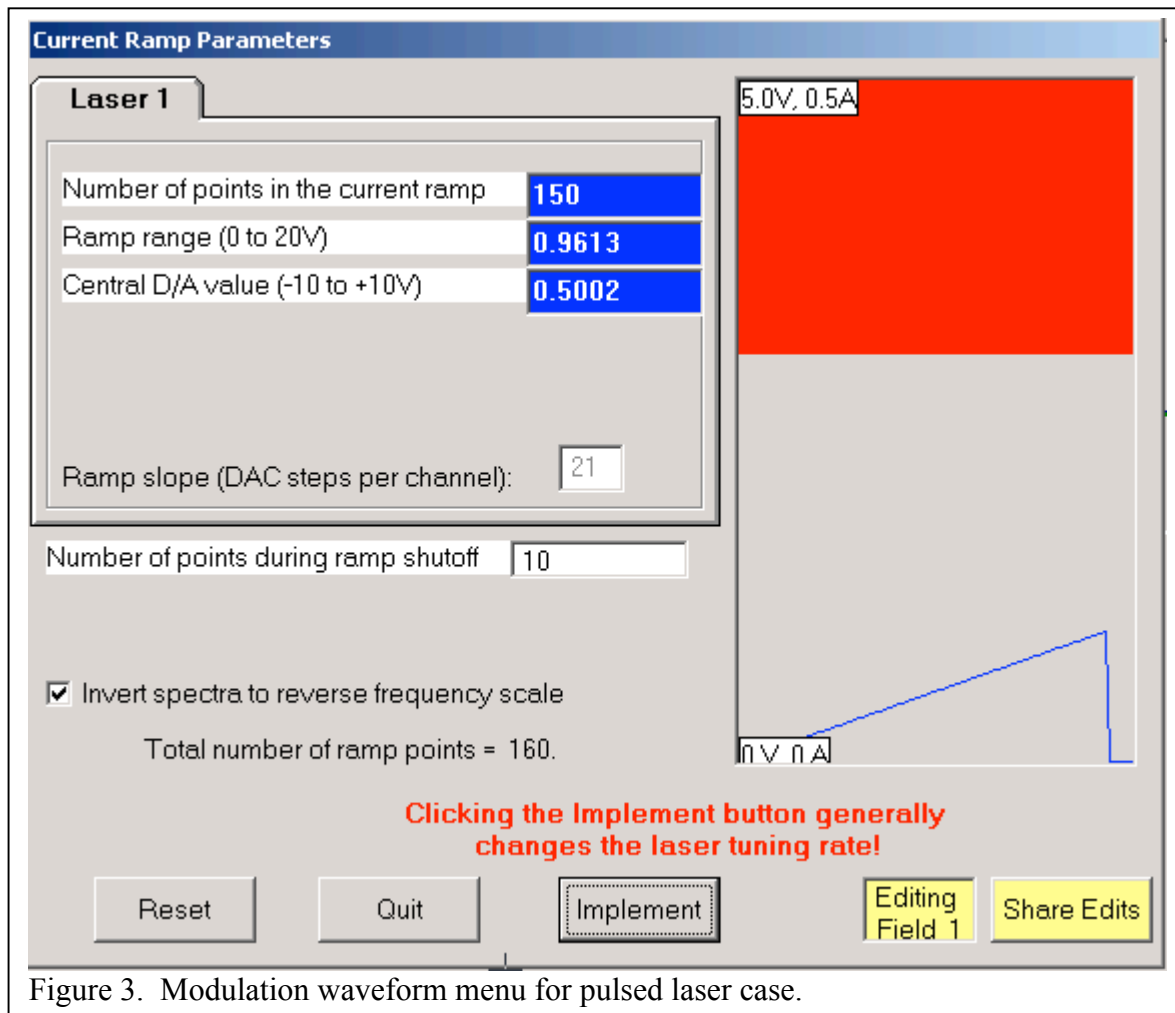 Current Ramp Parameters
Laser 1
5.0V, 0.5A
Number of points in the current ramp 150
Ramp range (0 to 20V) 0.9613
Central D/A value (-10 to +10V) 0.5002
Ramp slope (DAC steps per channel): 21
Number of points during ramp shutoff 10
Invert spectra to reverse frequency scale
Total number of ramp points = 160.
0 V, 0 A
Clicking the Implement button generally
changes the laser tuning rate!
Reset Quit Implement
Editing
Field 1
Share Edits
Figure 3. Modulation waveform menu for pulsed laser case.